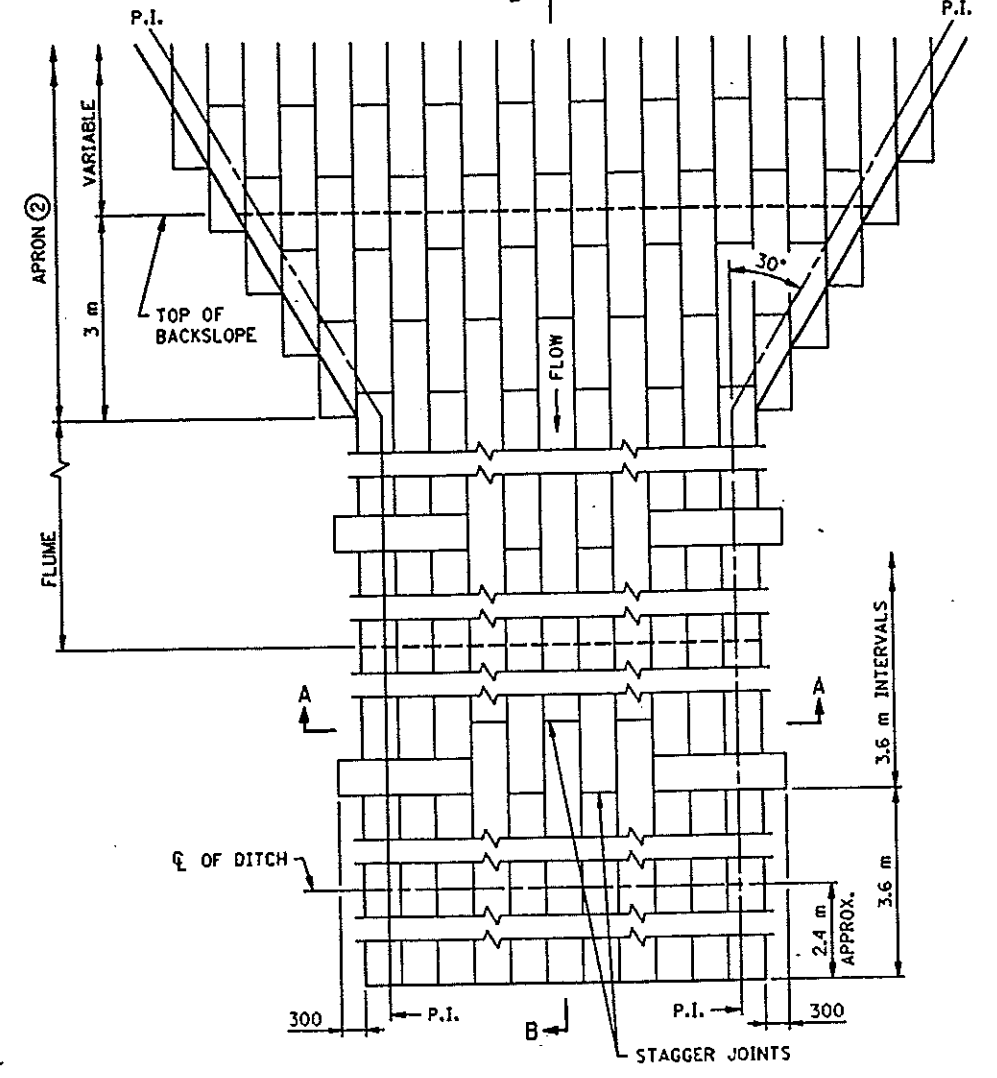 P.I.
P.I.
VARIABLE
APRON ②
3 m
TOP OF
BACKSLOPE
30°
FLOW
FLUME
A
A
3.6 m INTERVALS
℄ OF DITCH
2.4 m
APPROX.
3.6 m
300
P.I.
B
P.I.
300
STAGGER JOINTS